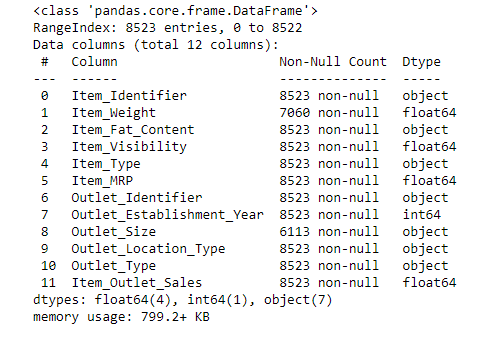 <class 'pandas.core.frame.DataFrame'>
RangeIndex: 8523 entries, 0 to 8522
Data columns (total 12 columns):
 #   Column                     Non-Null Count  Dtype
---  ------                     --------------  -----
 0   Item_Identifier            8523 non-null   object
 1   Item_Weight                7060 non-null   float64
 2   Item_Fat_Content           8523 non-null   object
 3   Item_Visibility            8523 non-null   float64
 4   Item_Type                  8523 non-null   object
 5   Item_MRP                   8523 non-null   float64
 6   Outlet_Identifier          8523 non-null   object
 7   Outlet_Establishment_Year  8523 non-null   int64
 8   Outlet_Size                6113 non-null   object
 9   Outlet_Location_Type       8523 non-null   object
 10  Outlet_Type                8523 non-null   object
 11  Item_Outlet_Sales          8523 non-null   float64
dtypes: float64(4), int64(1), object(7)
memory usage: 799.2+ KB